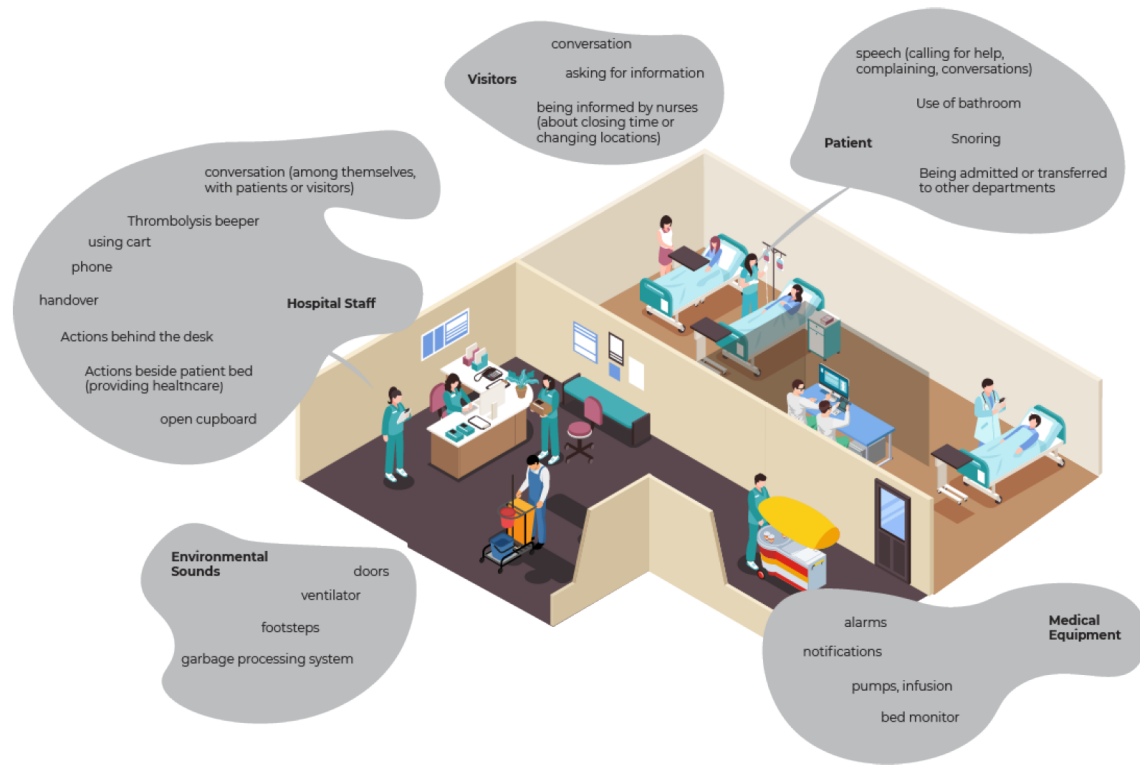 Visitors
conversation
asking for information
being informed by nurses
(about closing time or
changing locations)
Patient
speech (calling for help,
complaining, conversations)
Use of bathroom
Snoring
Being admitted or transferred
to other departments
Hospital Staff
conversation (among themselves,
with patients or visitors)
Thrombolysis beeper
using cart
phone
handover
Actions behind the desk
Actions beside patient bed
(providing healthcare)
open cupboard
Environmental
Sounds
doors
ventilator
footsteps
garbage processing system
Medical
Equipment
alarms
notifications
pumps, infusion
bed monitor